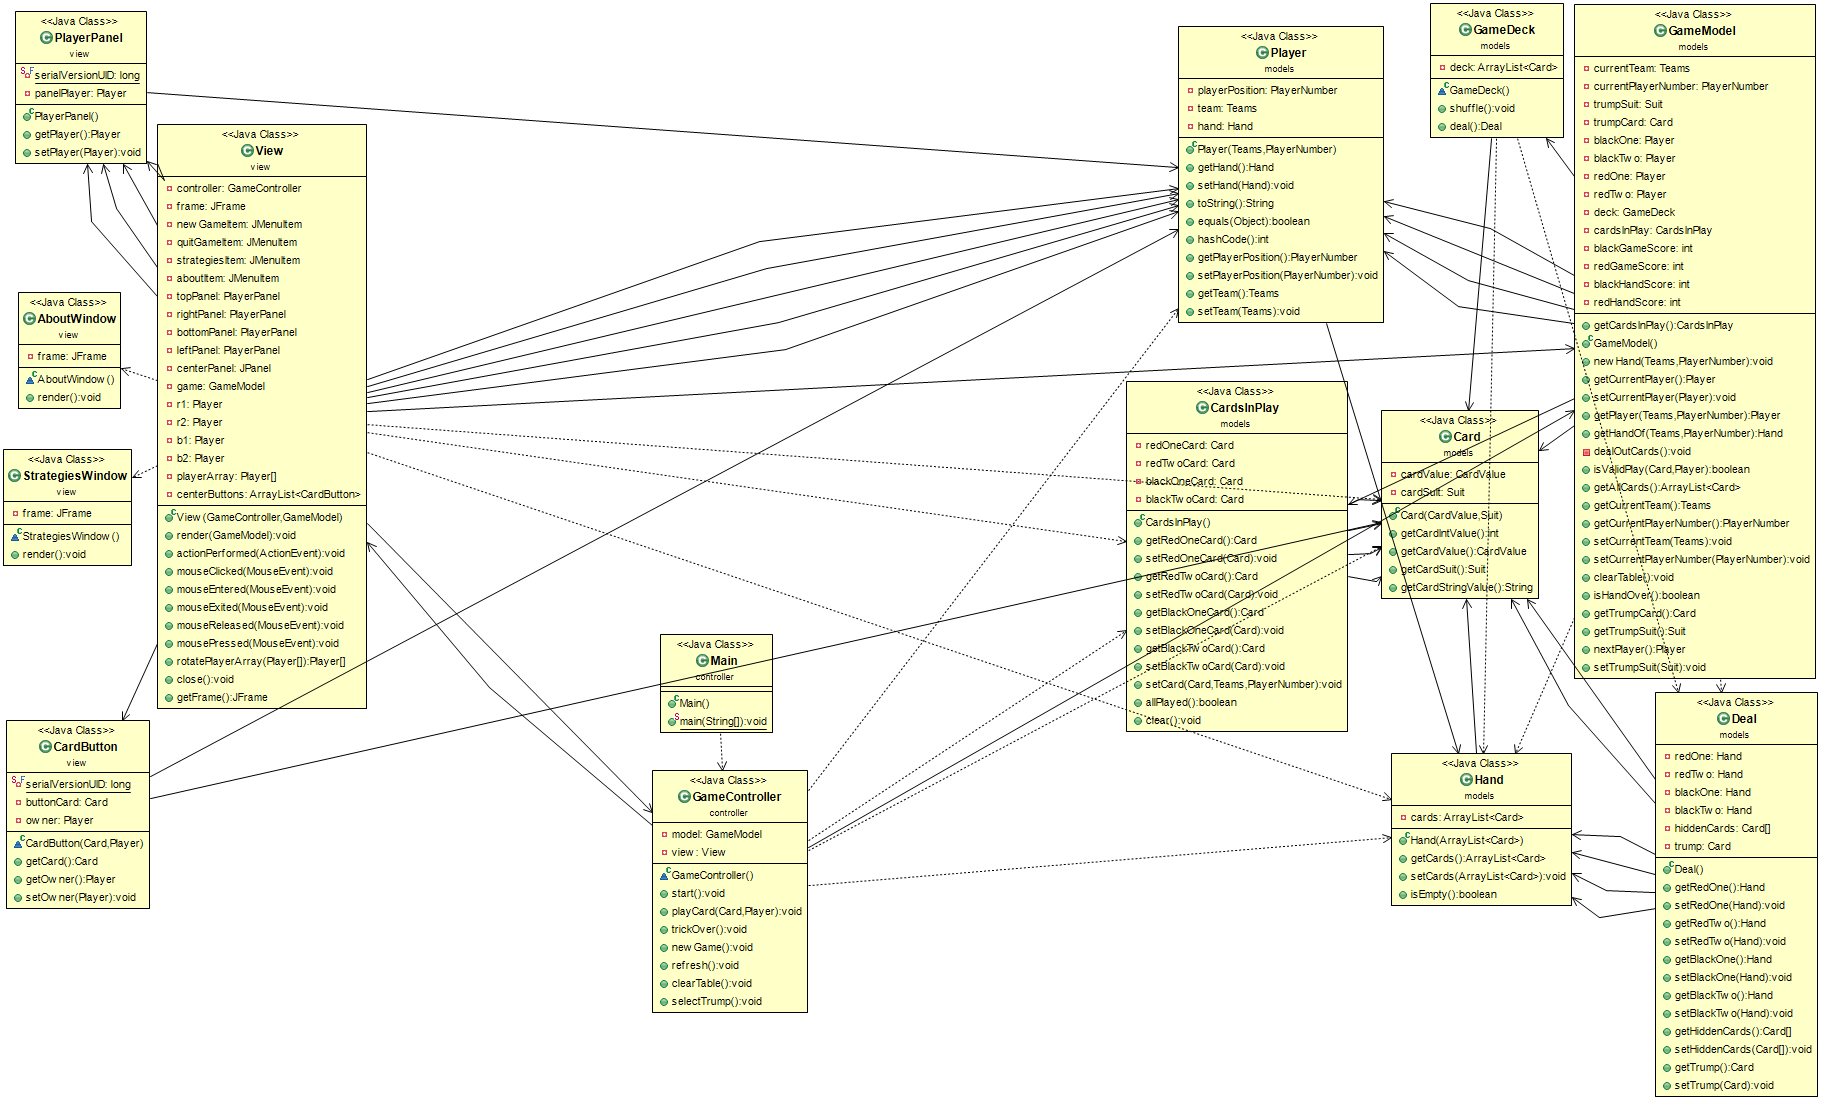 <<Java Class>>
PlayerPanel
view
serialVersionUID: long
panelPlayer: Player
PlayerPanel()
getPlayer():Player
setPlayer(Player):void
<<Java Class>>
View
view
controller: GameController
frame: JFrame
newGameItem: JMenuItem
quitGameItem: JMenuItem
strategiesItem: JMenuItem
aboutItem: JMenuItem
topPanel: PlayerPanel
rightPanel: PlayerPanel
bottomPanel: PlayerPanel
leftPanel: PlayerPanel
centerPanel: JPanel
game: GameModel
r1: Player
r2: Player
b1: Player
b2: Player
playerArray: Player[]
centerButtons: ArrayList<CardButton>
View(GameController,GameModel)
render(GameModel):void
actionPerformed(ActionEvent):void
mouseClicked(MouseEvent):void
mouseEntered(MouseEvent):void
mouseExited(MouseEvent):void
mouseReleased(MouseEvent):void
mousePressed(MouseEvent):void
rotatePlayerArray(Player[]):Player[]
close():void
getFrame():JFrame
<<Java Class>>
AboutWindow
view
frame: JFrame
AboutWindow()
render():void
<<Java Class>>
StrategiesWindow
view
frame: JFrame
StrategiesWindow()
render():void
<<Java Class>>
CardButton
view
serialVersionUID: long
buttonCard: Card
owner: Player
CardButton(Card,Player)
getCard():Card
getOwner():Player
setOwner(Player):void
<<Java Class>>
Main
controller
Main()
main(String[]):void
<<Java Class>>
GameController
controller
model: GameModel
view: View
GameController()
start():void
playCard(Card,Player):void
trickOver():void
newGame():void
refresh():void
clearTable():void
selectTrump():void
<<Java Class>>
Player
models
playerPosition: PlayerNumber
team: Teams
hand: Hand
Player(Teams,PlayerNumber)
getHand():Hand
setHand(Hand):void
toString():String
equals(Object):boolean
hashCode():int
getPlayerPosition():PlayerNumber
setPlayerPosition(PlayerNumber):void
getTeam():Teams
setTeam(Teams):void
<<Java Class>>
CardsInPlay
models
redOneCard: Card
redTwoCard: Card
blackOneCard: Card
blackTwoCard: Card
CardsInPlay()
getRedOneCard():Card
setRedOneCard(Card):void
getRedTwoCard():Card
setRedTwoCard(Card):void
getBlackOneCard():Card
setBlackOneCard(Card):void
getBlackTwoCard():Card
setBlackTwoCard(Card):void
setCard(Card,Teams,PlayerNumber):void
allPlayed():boolean
clear():void
<<Java Class>>
GameDeck
models
deck: ArrayList<Card>
GameDeck()
shuffle():void
deal():Deal
<<Java Class>>
Card
models
cardValue: CardValue
cardSuit: Suit
Card(CardValue,Suit)
getCardIntValue():int
getCardValue():CardValue
getCardSuit():Suit
getCardStringValue():String
<<Java Class>>
Hand
models
cards: ArrayList<Card>
Hand(ArrayList<Card>)
getCards():ArrayList<Card>
setCards(ArrayList<Card>):void
isEmpty():boolean
<<Java Class>>
GameModel
models
currentTeam: Teams
currentPlayerNumber: PlayerNumber
trumpSuit: Suit
trumpCard: Card
blackOne: Player
blackTwo: Player
redOne: Player
redTwo: Player
deck: GameDeck
cardsInPlay: CardsInPlay
blackGameScore: int
redGameScore: int
blackHandScore: int
redHandScore: int
getCardsInPlay():CardsInPlay
GameModel()
newHand(Teams,PlayerNumber):void
getCurrentPlayer():Player
setCurrentPlayer(Player):void
getPlayer(Teams,PlayerNumber):Player
getHandOf(Teams,PlayerNumber):Hand
dealOutCards():void
isValidPlay(Card,Player):boolean
getAllCards():ArrayList<Card>
getCurrentTeam():Teams
getCurrentPlayerNumber():PlayerNumber
setCurrentTeam(Teams):void
setCurrentPlayerNumber(PlayerNumber):void
clearTable():void
isHandOver():boolean
getTrumpCard():Card
getTrumpSuit():Suit
nextPlayer():Player
setTrumpSuit(Suit):void
<<Java Class>>
Deal
models
redOne: Hand
redTwo: Hand
blackOne: Hand
blackTwo: Hand
hiddenCards: Card[]
trump: Card
Deal()
getRedOne():Hand
setRedOne(Hand):void
getRedTwo():Hand
setRedTwo(Hand):void
getBlackOne():Hand
setBlackOne(Hand):void
getBlackTwo():Hand
setBlackTwo(Hand):void
getHiddenCards():Card[]
setHiddenCards(Card[]):void
getTrump():Card
setTrump(Card):void